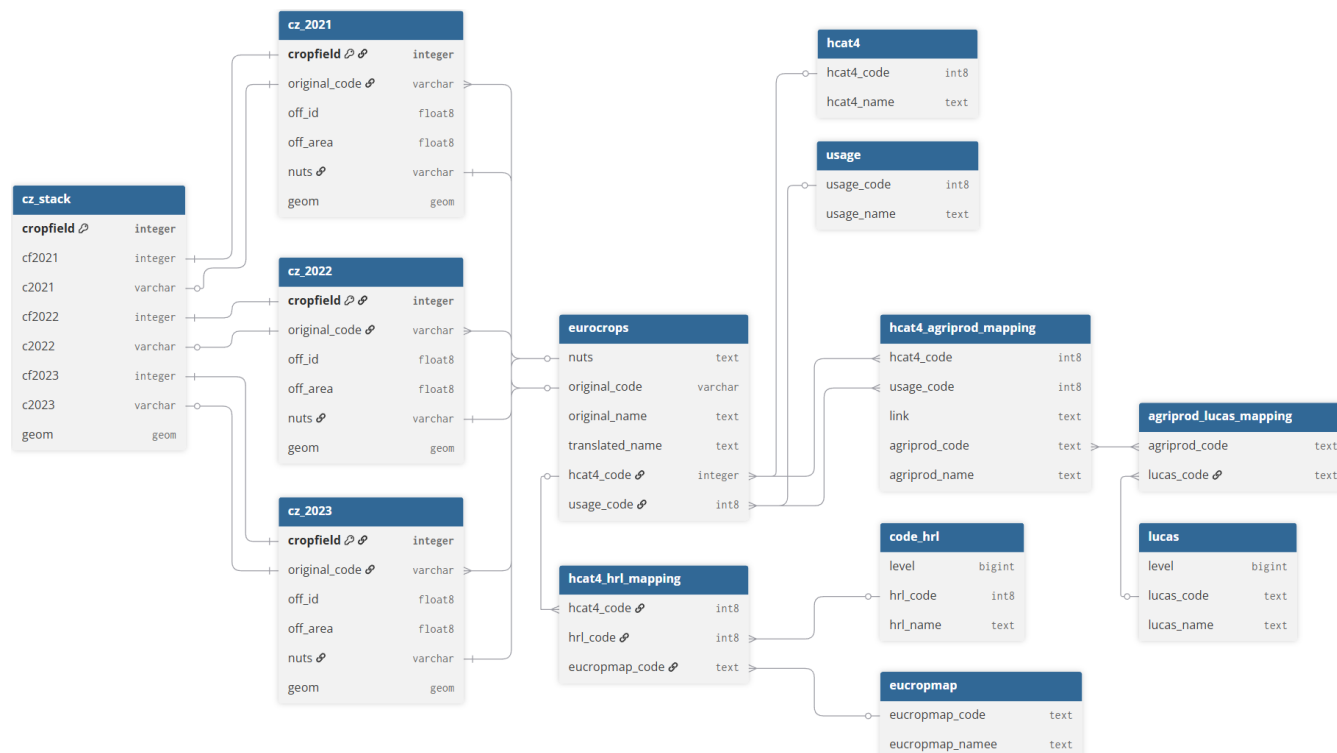 cz_2021
cropfield integer
original_code varchar
off_id float8
off_area float8
nuts varchar
geom geom
hcat4
hcat4_code int8
hcat4_name text
usage
usage_code int8
usage_name text
cz_stack
cropfield integer
cf2021 integer
c2021 varchar
cf2022 integer
c2022 varchar
cf2023 integer
c2023 varchar
geom geom
cz_2022
cropfield integer
original_code varchar
off_id float8
off_area float8
nuts varchar
geom geom
eurocrops
nuts text
original_code varchar
original_name text
translated_name text
hcat4_code integer
usage_code int8
hcat4_agriprod_mapping
hcat4_code int8
usage_code int8
link text
agriprod_code text
agriprod_name text
agriprod_lucas_mapping
agriprod_code text
lucas_code text
cz_2023
cropfield integer
original_code varchar
off_id float8
off_area float8
nuts varchar
geom geom
hcat4_hrl_mapping
hcat4_code int8
hrl_code int8
eucropmap_code text
code_hrl
level bigint
hrl_code int8
hrl_name text
lucas
level bigint
lucas_code text
lucas_name text
eucropmap
eucropmap_code text
eucropmap_namee text